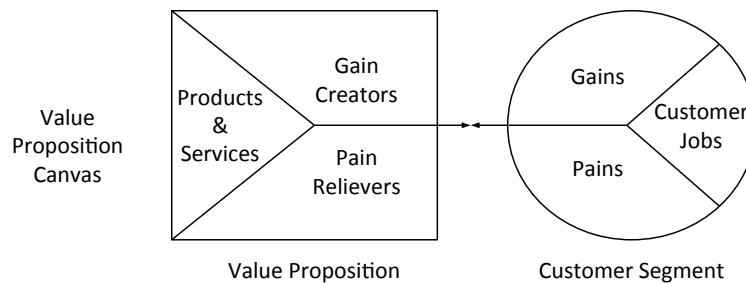 Value
Proposition
Canvas
Products
&
Services
Gain
Creators
Pain
Relievers
Value Proposition
Gains
Pains
Customer
Jobs
Customer Segment